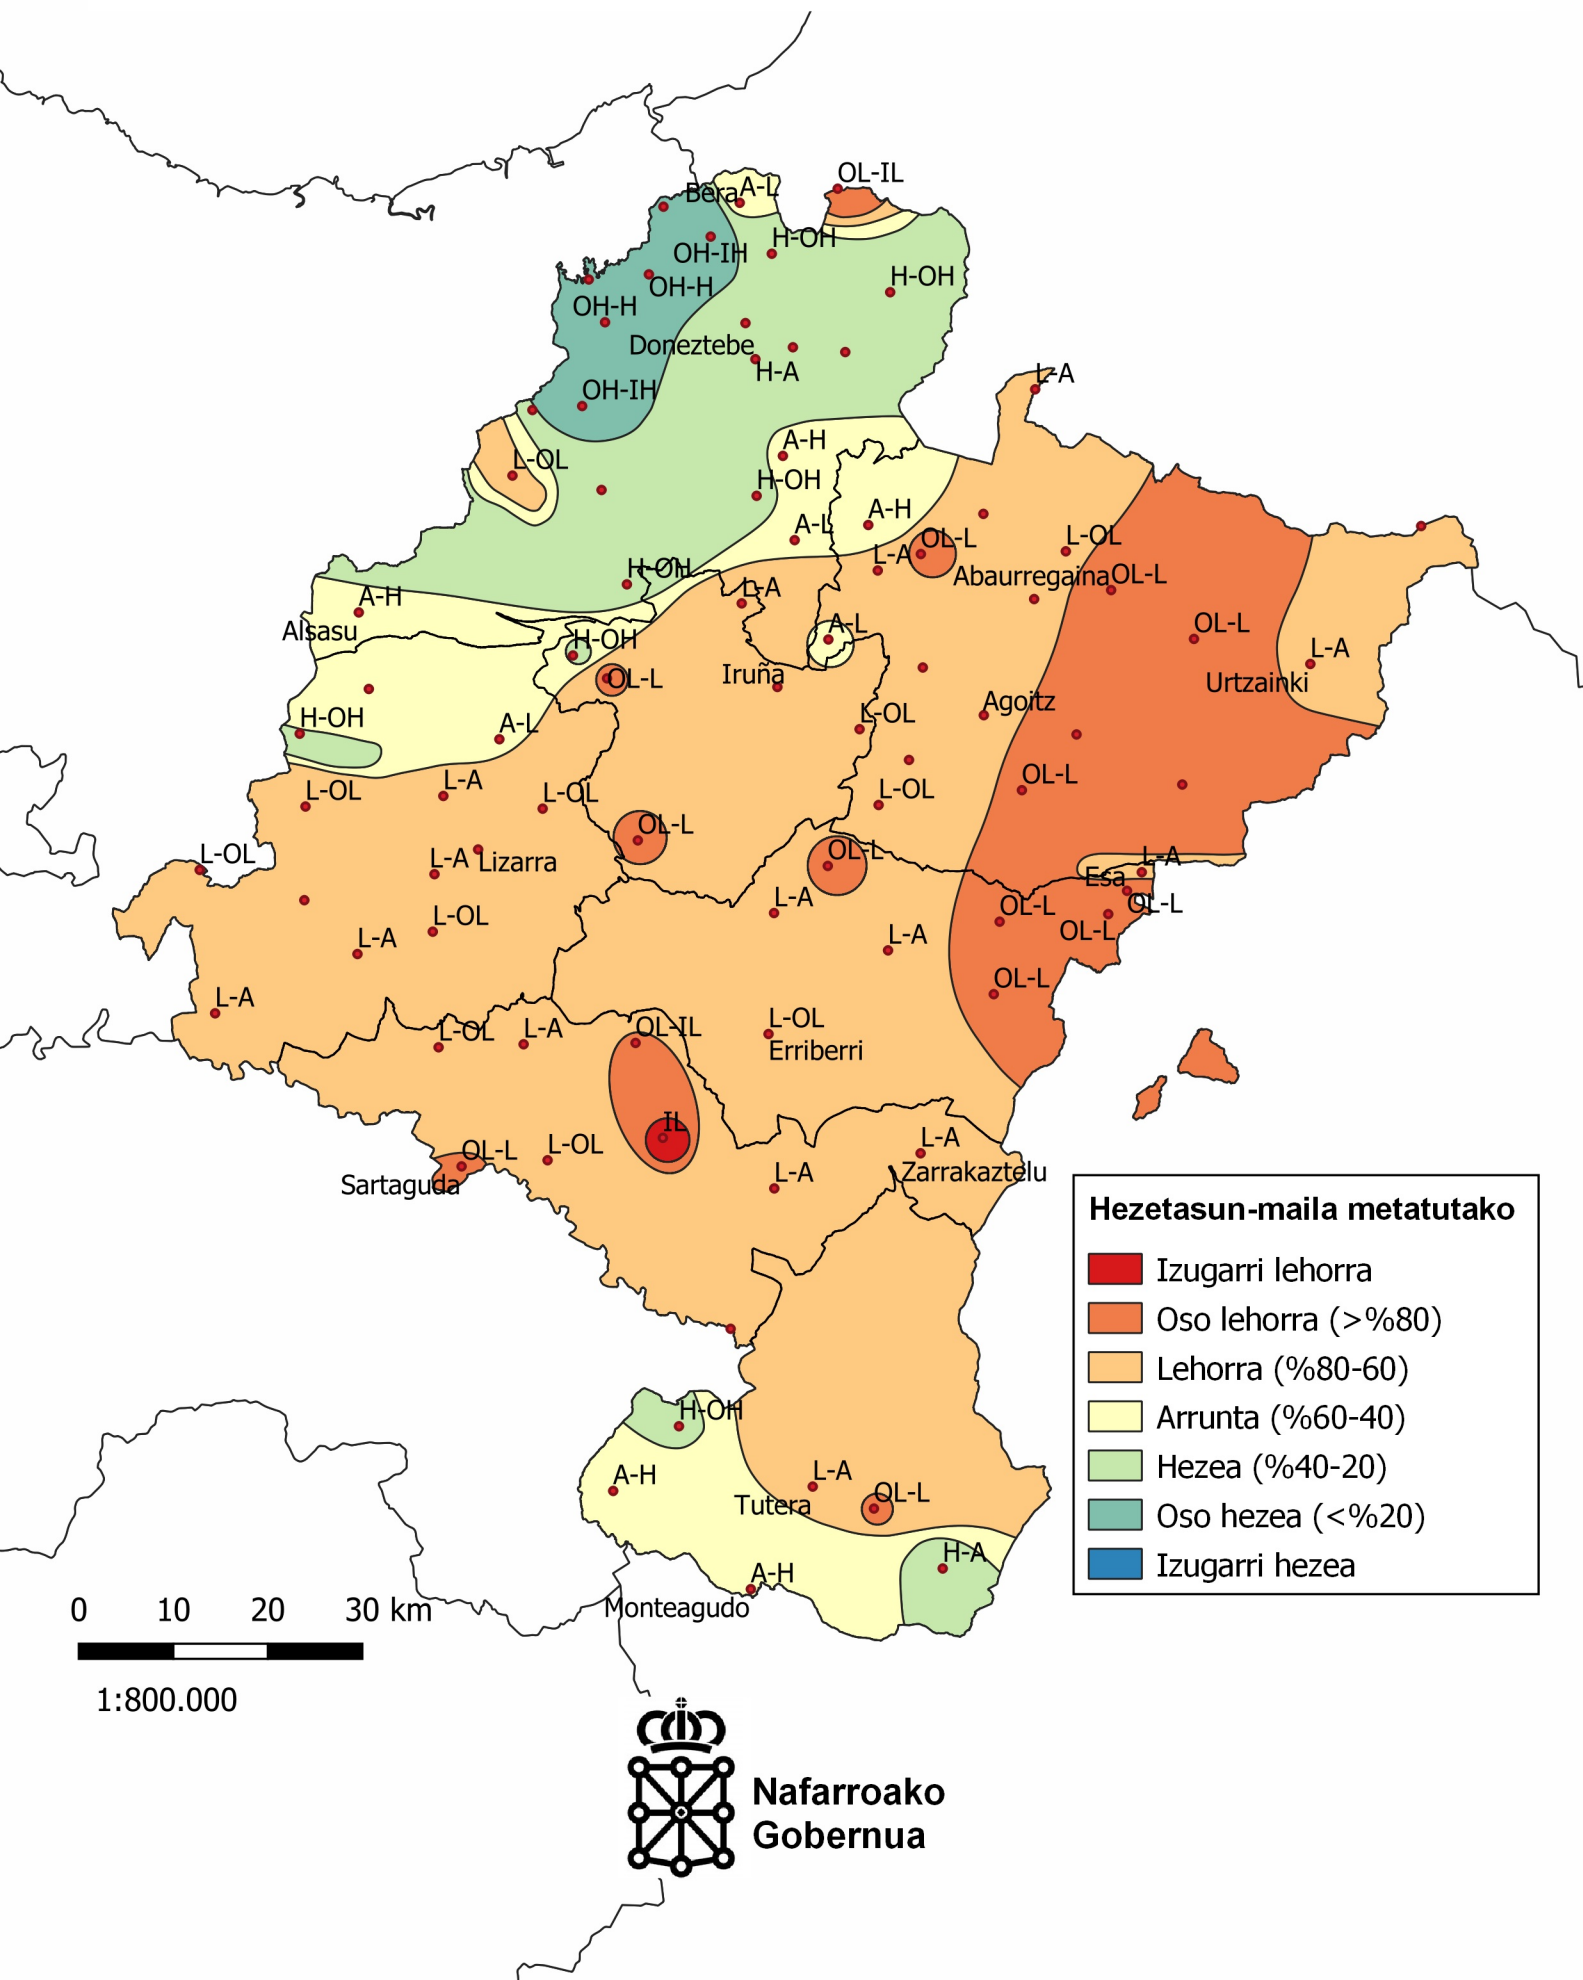 OL-IL
Bera
A-L
H-OH
OH-IH
H-OH
OH-H
OH-H
Doneztebe
H-A
L-A
OH-IH
A-H
L-OL
H-OH
A-H
A-L
OL-L
L-OL
L-A
H-OH
Abaurregaina
OL-L
L-A
A-H
Alsasu
A-L
OL-L
H-OH
L-A
Iruña
OL-L
Urtzainki
Agoitz
H-OH
A-L
L-OL
OL-L
L-A
L-OL
L-OL
L-OL
OL-L
OL-L
L-OL
L-A
Lizarra
L-A
Esa
L-A
OL-L
OL-L
L-OL
OL-L
L-A
L-A
OL-L
L-A
L-OL
L-OL
L-A
OL-IL
Erriberri
IL
L-A
OL-L
L-OL
L-A
Zarrakaztelu
Sartaguda
Hezetasun-maila metatutako
Izugarri lehorra
Oso lehorra (>%80)
Lehorra (%80-60)
Arrunta (%60-40)
Hezea (%40-20)
Oso hezea (<%20)
Izugarri hezea
H-OH
L-A
A-H
OL-L
Tutera
H-A
A-H
Monteagudo
0 10 20 30 km
1:800.000
Nafarroako
Gobernua